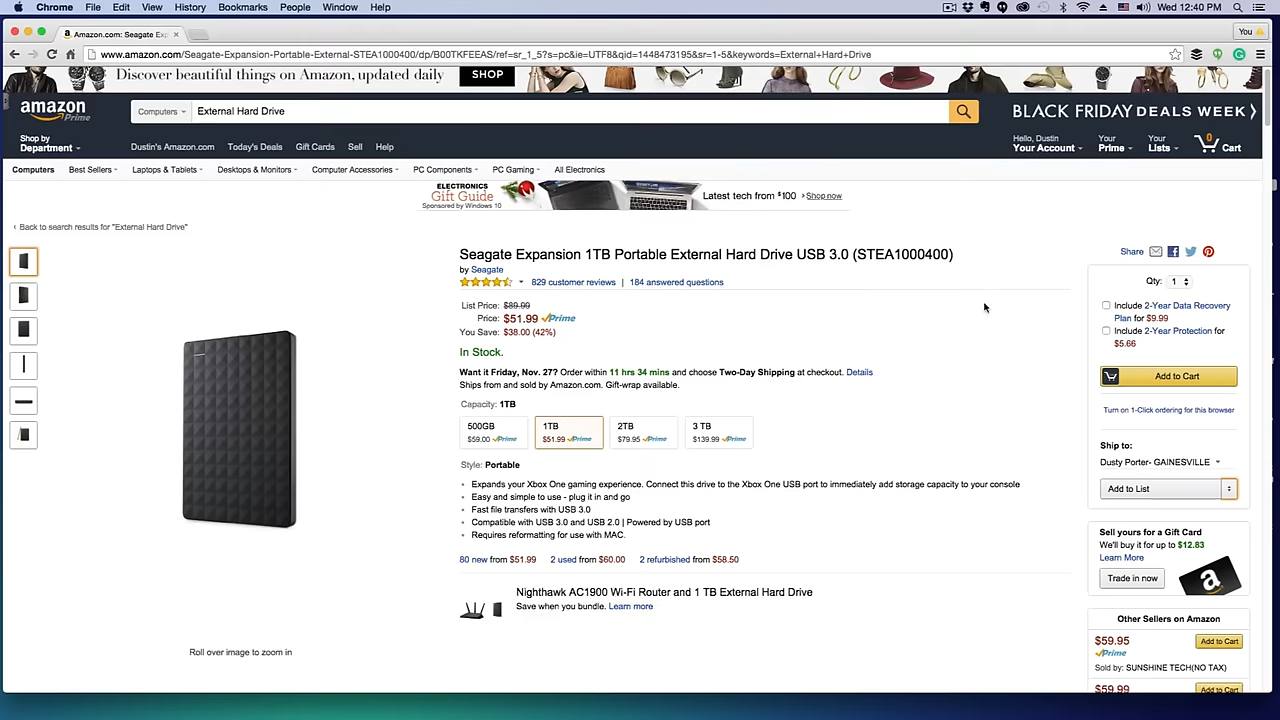 Chrome File Edit View History Bookmarks People Window Help Wed 12:40 PM
Amazon.com: Seagate Exp You
www.amazon.com/Seagate-Expansion-Portable-External-STEA1000400/dp/B00TKFEEAS/ref=sr_1_5?s=pc&ie=UTF8&qid=1448473195&sr=1-5&keywords=External+Hard+Drive
Discover beautiful things on Amazon, updated daily SHOP
amazon Prime
Computers External Hard Drive
BLACK FRIDAY DEALS WEEK
Shop by
Department
Dustin's Amazon.com Today's Deals Gift Cards Sell Help
Hello, Dustin
Your Account
Your
Prime
Your
Lists
0
Cart
Computers Best Sellers Laptops & Tablets Desktops & Monitors Computer Accessories PC Components PC Gaming All Electronics
ELECTRONICS
Gift Guide
Sponsored by Windows 10
Latest tech from $100 › Shop now
‹ Back to search results for "External Hard Drive"
Seagate Expansion 1TB Portable External Hard Drive USB 3.0 (STEA1000400)
by Seagate
829 customer reviews | 184 answered questions
List Price: $89.99
Price: $51.99 Prime
You Save: $38.00 (42%)
In Stock.
Want it Friday, Nov. 27? Order within 11 hrs 34 mins and choose Two-Day Shipping at checkout. Details
Ships from and sold by Amazon.com. Gift-wrap available.
Capacity: 1TB
500GB
$59.00 Prime
1TB
$51.99 Prime
2TB
$79.95 Prime
3 TB
$139.99 Prime
Style: Portable
Expands your Xbox One gaming experience. Connect this drive to the Xbox One USB port to immediately add storage capacity to your console
Easy and simple to use - plug it in and go
Fast file transfers with USB 3.0
Compatible with USB 3.0 and USB 2.0 | Powered by USB port
Requires reformatting for use with MAC.
80 new from $51.99 2 used from $60.00 2 refurbished from $58.50
Nighthawk AC1900 Wi-Fi Router and 1 TB External Hard Drive
Save when you bundle. Learn more
Roll over image to zoom in
Share
Qty: 1
Include 2-Year Data Recovery
Plan for $9.99
Include 2-Year Protection for
$5.66
Add to Cart
Turn on 1-Click ordering for this browser
Ship to:
Dusty Porter- GAINESVILLE
Add to List
Sell yours for a Gift Card
We'll buy it for up to $12.83
Learn More
Trade in now
a
Other Sellers on Amazon
$59.95 Add to Cart
Prime
Sold by: SUNSHINE TECH(NO TAX)
$59.99 Add to Cart